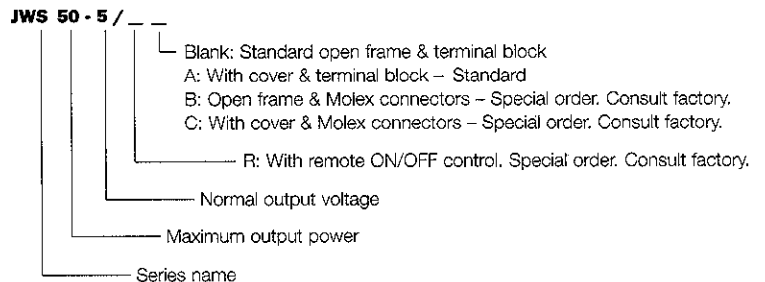 JWS 50 - 5 / _ _
Blank: Standard open frame & terminal block
A: With cover & terminal block – Standard
B: Open frame & Molex connectors – Special order. Consult factory.
C: With cover & Molex connectors – Special order. Consult factory.
R: With remote ON/OFF control. Special order. Consult factory.
Normal output voltage
Maximum output power
Series name